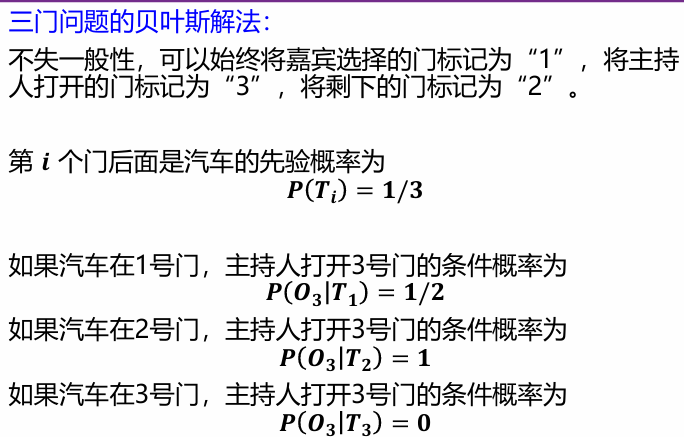 三门问题的贝叶斯解法：
不失一般性，可以始终将嘉宾选择的门标记为“1”，将主持
人打开的门标记为“3”，将剩下的门标记为“2”。
第 i 个门后面是汽车的先验概率为
P(Tᵢ) = 1/3
如果汽车在1号门，主持人打开3号门的条件概率为
P(O₃|T₁) = 1/2
如果汽车在2号门，主持人打开3号门的条件概率为
P(O₃|T₂) = 1
如果汽车在3号门，主持人打开3号门的条件概率为
P(O₃|T₃) = 0